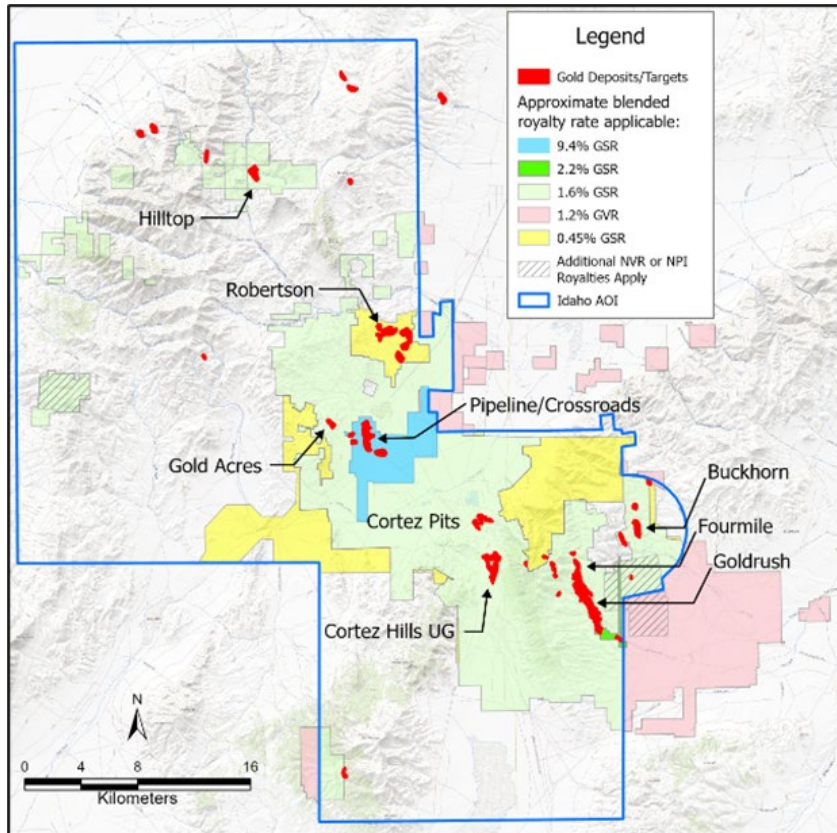 Legend
Gold Deposits/Targets
Approximate blended
royalty rate applicable:
9.4% GSR
2.2% GSR
1.6% GSR
1.2% GVR
0.45% GSR
Additional NVR or NPI
Royalties Apply
Idaho AOI
Hilltop
Robertson
Pipeline/Crossroads
Gold Acres
Buckhorn
Cortez Pits
Fourmile
Goldrush
Cortez Hills UG
N
0 4 8 16
Kilometers